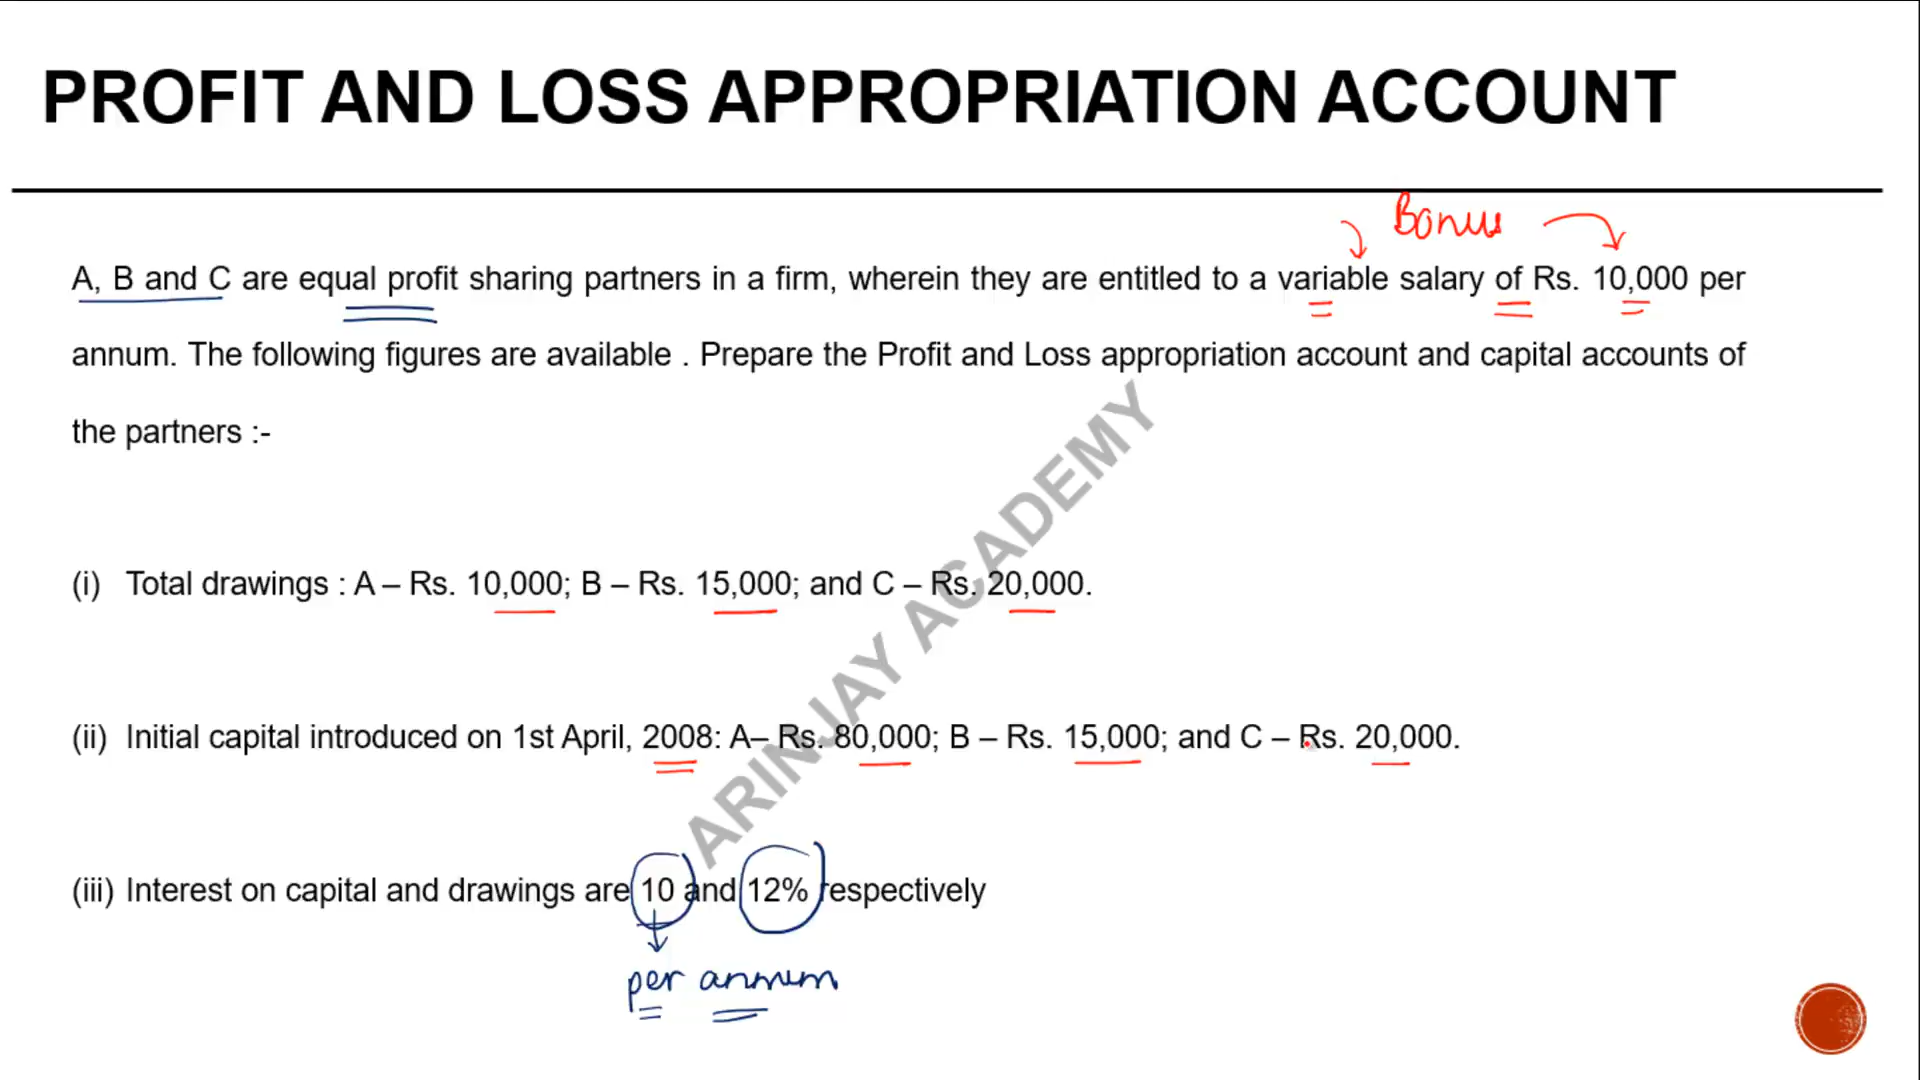 PROFIT AND LOSS APPROPRIATION ACCOUNT
Bonus
A, B and C are equal profit sharing partners in a firm, wherein they are entitled to a variable salary of Rs. 10,000 per
annum. The following figures are available . Prepare the Profit and Loss appropriation account and capital accounts of
the partners :-
(i) Total drawings : A – Rs. 10,000; B – Rs. 15,000; and C – Rs. 20,000.
(ii) Initial capital introduced on 1st April, 2008: A– Rs. 80,000; B – Rs. 15,000; and C – Rs. 20,000.
(iii) Interest on capital and drawings are 10 and 12% respectively
per annum
ARINJAY ACADEMY